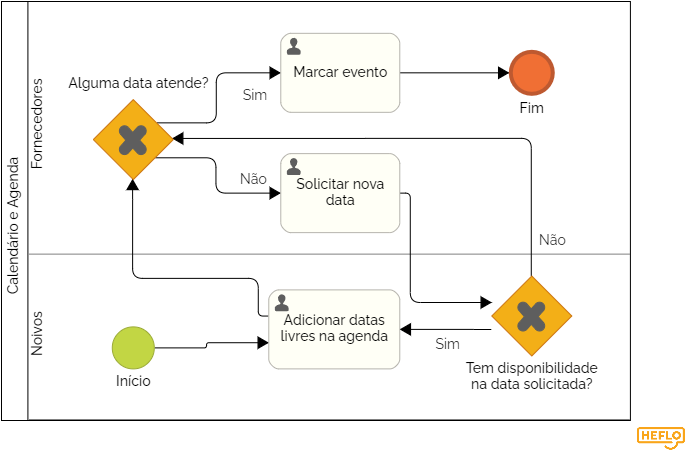 Calendário e Agenda
Fornecedores
Alguma data atende?
Sim
Marcar evento
Fim
Não
Solicitar nova
data
Não
Noivos
Início
Adicionar datas
livres na agenda
Sim
Tem disponibilidade
na data solicitada?
HEFLO